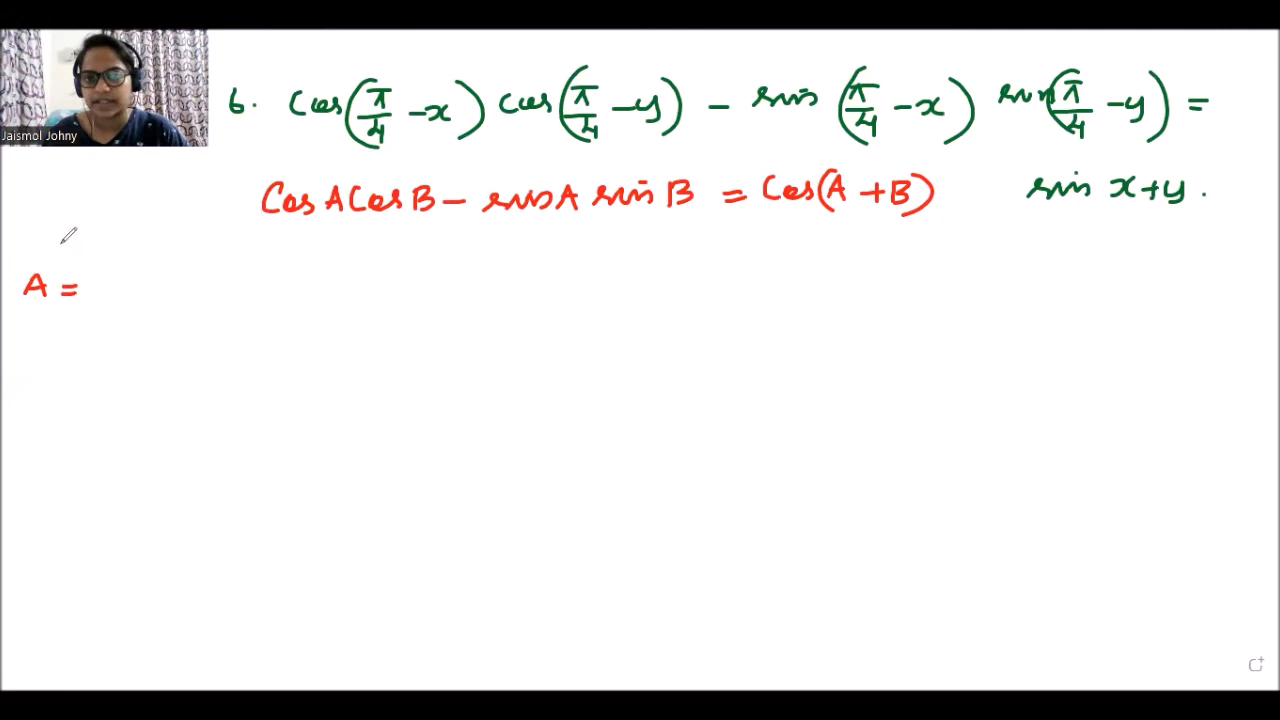 Jaismol Johny
6. Cos(π/4 - x) cos(π/4 - y) - sin(π/4 - x) sin(π/4 - y) =
sin x+y.
Cos A Cos B - sin A sin B = Cos(A + B)
A =